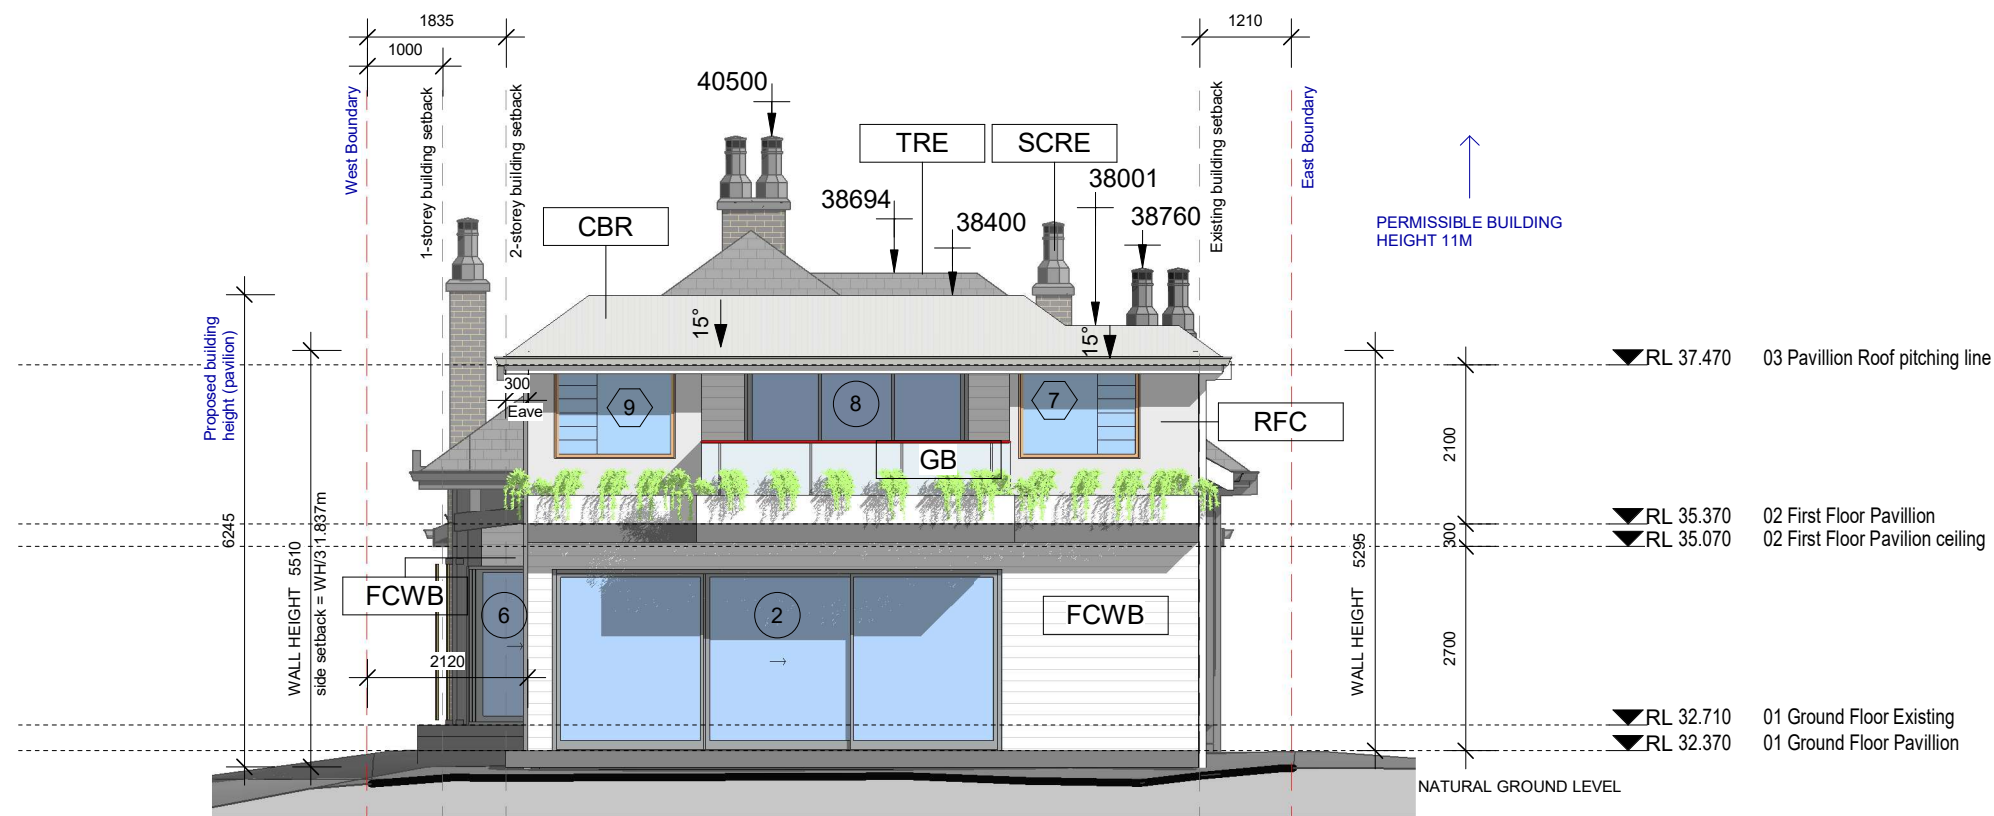 1835
1210
1000
West Boundary
1-storey building setback
2-storey building setback
Existing building setback
East Boundary
40500
TRE
SCRE
38694
38400
38001
38760
CBR
PERMISSIBLE BUILDING
HEIGHT 11M
15°
15°
Proposed building
height (pavilion)
6245
WALL HEIGHT 5510
side setback = WH/3 1.837m
300
Eave
9
8
7
RFC
GB
RL 37.470 03 Pavillion Roof pitching line
2100
RL 35.370 02 First Floor Pavillion
300
RL 35.070 02 First Floor Pavilion ceiling
WALL HEIGHT 5295
2700
FCWB
6
2
FCWB
2120
RL 32.710 01 Ground Floor Existing
RL 32.370 01 Ground Floor Pavillion
NATURAL GROUND LEVEL